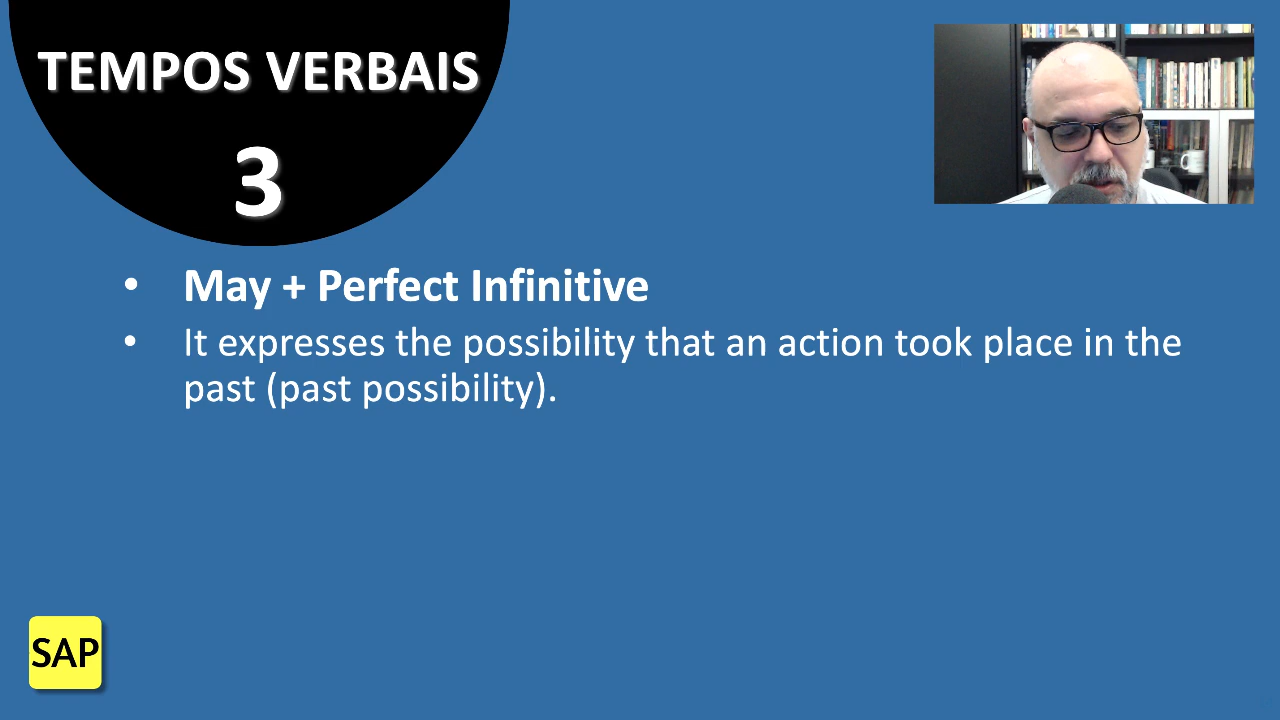 TEMPOS VERBAIS
3
• May + Perfect Infinitive
• It expresses the possibility that an action took place in the
past (past possibility).
SAP